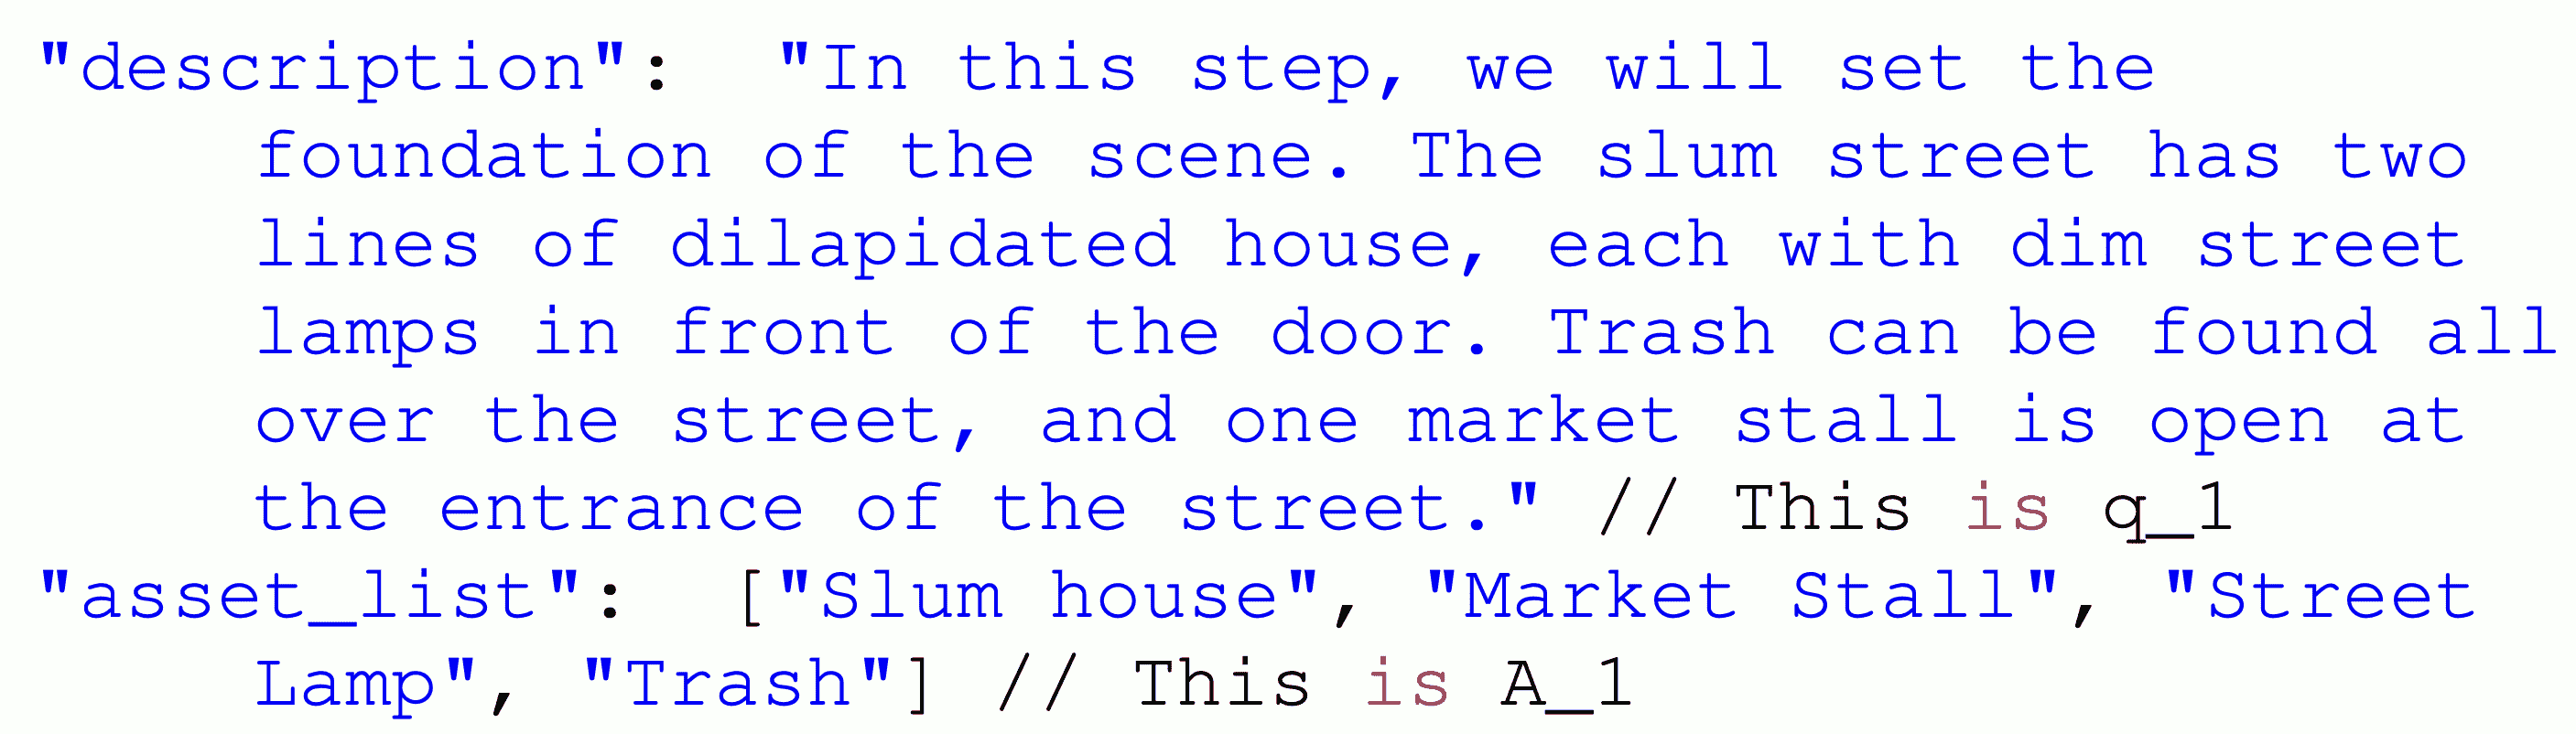 "description":  "In this step, we will set the
foundation of the scene. The slum street has two
lines of dilapidated house, each with dim street
lamps in front of the door. Trash can be found all
over the street, and one market stall is open at
the entrance of the street." // This is q_1
"asset_list":  ["Slum house", "Market Stall", "Street
Lamp", "Trash"] // This is A_1